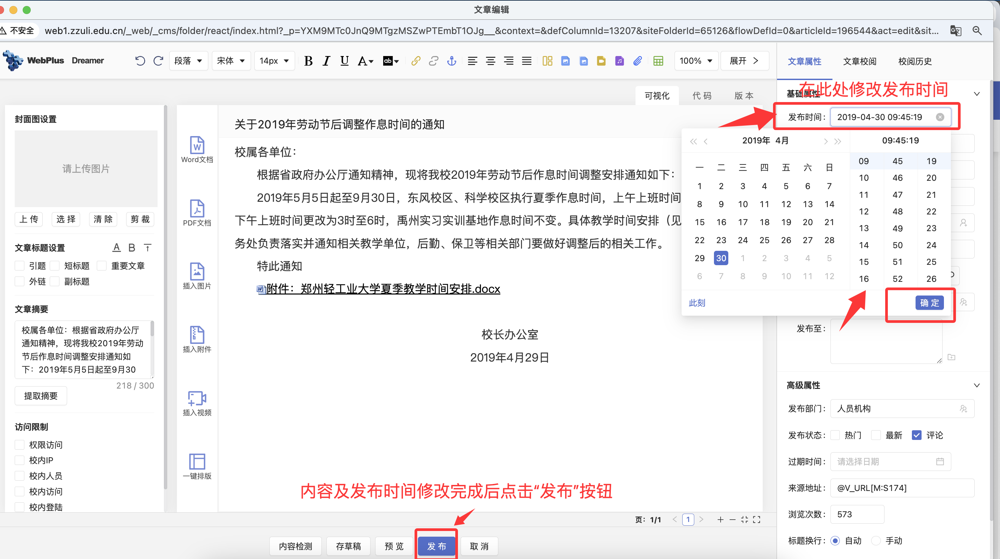 文章编辑
不安全 web1.zzuli.edu.cn/_web/_cms/folder/react/index.html?_p=YXM9MTc0JnQ9MTgzMSZwPTEmbT1OJg__&context=&defColumnId=13207&siteFolderId=65126&flowDefId=0&articleId=196544&act=edit&sit...
WebPlus Dreamer 段落 宋体 14px B I U A ab 100% 展开
文章属性 文章校阅 校阅历史
可视化 代码 版本
基础属性
在此处修改发布时间
发布时间: 2019-04-30 09:45:19
封面图设置
请上传图片
上传 选择 清除 剪裁
文章标题设置 A B T
引题 短标题 重要文章
外链 副标题
文章摘要
校属各单位：根据省政府办公厅
通知精神，现将我校2019年劳动
节后作息时间调整安排通知如
下：2019年5月5日起至9月30
218 / 300
提取摘要
访问限制
权限访问
校内IP
校内人员
校内访问
校内登陆
Word文档
PDF文档
插入图片
插入附件
插入视频
一键排版
关于2019年劳动节后调整作息时间的通知
校属各单位：
根据省政府办公厅通知精神，现将我校2019年劳动节后作息时间调整安排通知如下：
2019年5月5日起至9月30日，东风校区、科学校区执行夏季作息时间，上午上班时间
下午上班时间更改为3时至6时，禹州实习实训基地作息时间不变。具体教学时间安排（见
务处负责落实并通知相关教学单位，后勤、保卫等相关部门要做好调整后的相关工作。
特此通知
附件：郑州轻工业大学夏季教学时间安排.docx
校长办公室
2019年4月29日
2019年 4月 09:45:19
一 二 三 四 五 六 日
1 2 3 4 5 6 7
8 9 10 11 12 13 14
15 16 17 18 19 20 21
22 23 24 25 26 27 28
29 30 1 2 3 4 5
6 7 8 9 10 11 12
09 45 19
10 46 20
11 47 21
12 48 22
13 49 23
14 50 24
15 51 25
16 52 26
此刻 确定
发布至:
高级属性
发布部门: 人员机构
发布状态: 热门 最新 评论
过期时间: 请选择日期
来源地址: @V_URL[M:S174]
浏览次数: 573
标题换行: 自动 手动
内容及发布时间修改完成后点击“发布”按钮
页: 1/1 1
内容检测 存草稿 预览 发布 取消